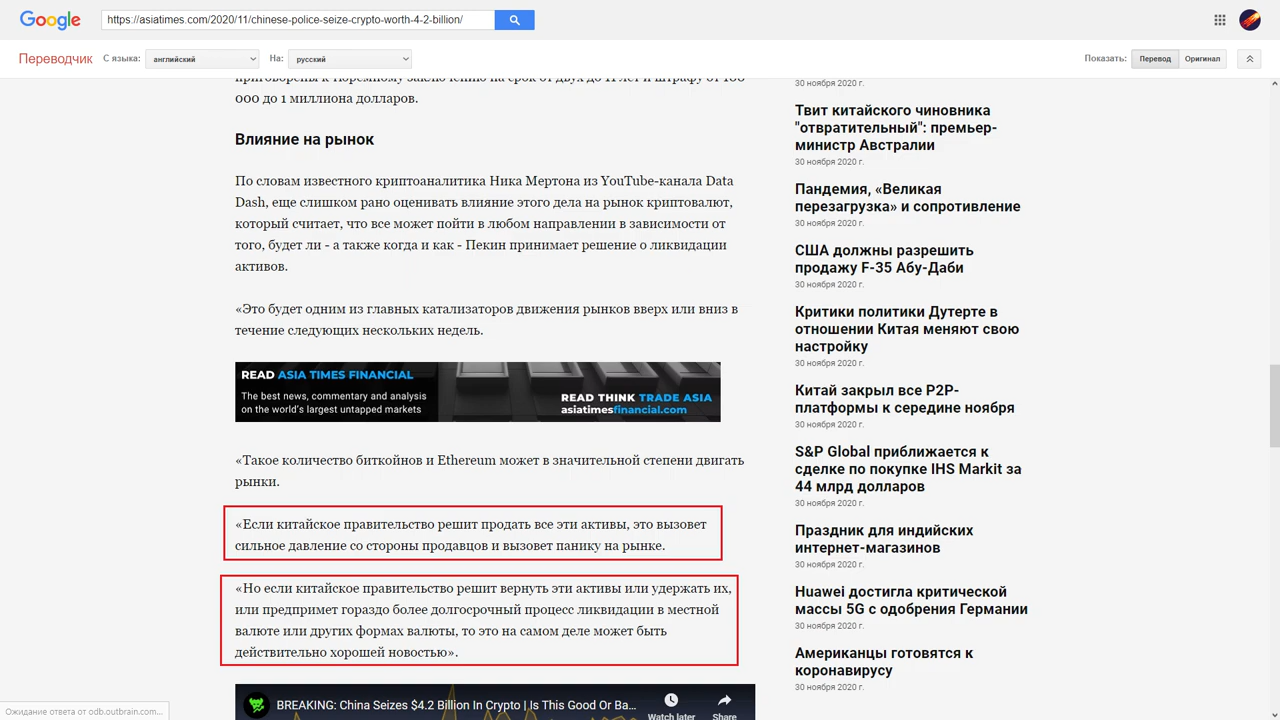 Google
https://asiatimes.com/2020/11/chinese-police-seize-crypto-worth-4-2-billion/
Переводчик
С языка:
английский
На:
русский
Показать:
Перевод
Оригинал
приговорены к тюремному заключению на срок от двух до 11 лет и штрафу от 100
000 до 1 миллиона долларов.
Влияние на рынок
По словам известного криптоаналитика Ника Мертона из YouTube-канала Data
Dash, еще слишком рано оценивать влияние этого дела на рынок криптовалют,
который считает, что все может пойти в любом направлении в зависимости от
того, будет ли - а также когда и как - Пекин принимает решение о ликвидации
активов.
«Это будет одним из главных катализаторов движения рынков вверх или вниз в
течение следующих нескольких недель.
READ ASIA TIMES FINANCIAL
The best news, commentary and analysis
on the world's largest untapped markets
READ THINK TRADE ASIA
asiatimesfinancial.com
«Такое количество биткойнов и Ethereum может в значительной степени двигать
рынки.
«Если китайское правительство решит продать все эти активы, это вызовет
сильное давление со стороны продавцов и вызовет панику на рынке.
«Но если китайское правительство решит вернуть эти активы или удержать их,
или предпримет гораздо более долгосрочный процесс ликвидации в местной
валюте или других формах валюты, то это на самом деле может быть
действительно хорошей новостью».
BREAKING: China Seizes $4.2 Billion In Crypto | Is This Good Or Ba...
Watch later
Share
30 ноября 2020 г.
Твит китайского чиновника
"отвратительный": премьер-
министр Австралии
30 ноября 2020 г.
Пандемия, «Великая
перезагрузка» и сопротивление
30 ноября 2020 г.
США должны разрешить
продажу F-35 Абу-Даби
30 ноября 2020 г.
Критики политики Дутерте в
отношении Китая меняют свою
настройку
30 ноября 2020 г.
Китай закрыл все P2P-
платформы к середине ноября
30 ноября 2020 г.
S&P Global приближается к
сделке по покупке IHS Markit за
44 млрд долларов
30 ноября 2020 г.
Праздник для индийских
интернет-магазинов
30 ноября 2020 г.
Huawei достигла критической
массы 5G с одобрения Германии
30 ноября 2020 г.
Американцы готовятся к
коронавирусу
30 ноября 2020 г.
Ожидание ответа от odb.outbrain.com...